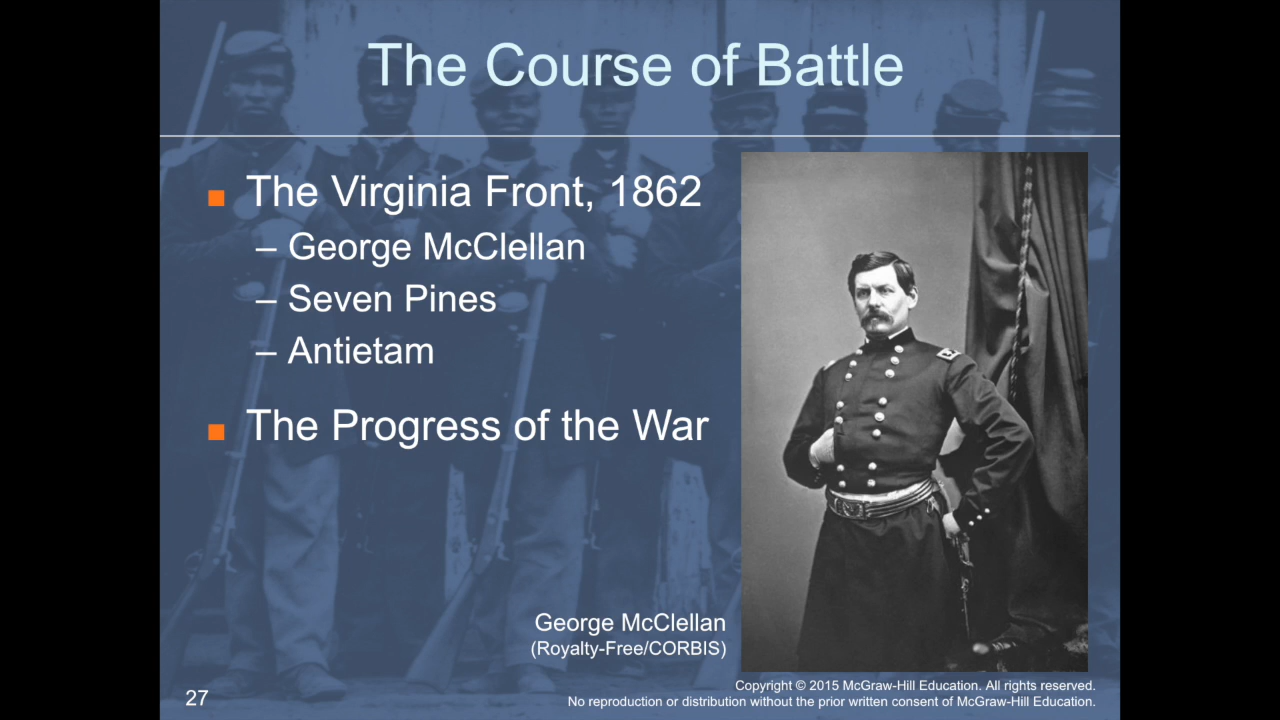 The Course of Battle
■ The Virginia Front, 1862
– George McClellan
– Seven Pines
– Antietam
■ The Progress of the War
George McClellan
(Royalty-Free/CORBIS)
27
Copyright © 2015 McGraw-Hill Education. All rights reserved.
No reproduction or distribution without the prior written consent of McGraw-Hill Education.